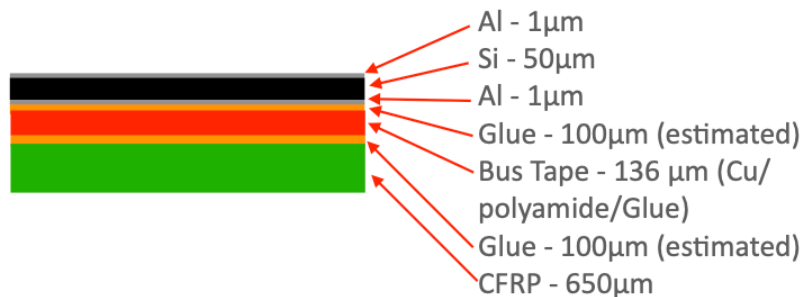 Al - 1μm
Si - 50μm
Al - 1μm
Glue - 100μm (estimated)
Bus Tape - 136 μm (Cu/
polyamide/Glue)
Glue - 100μm (estimated)
CFRP - 650μm